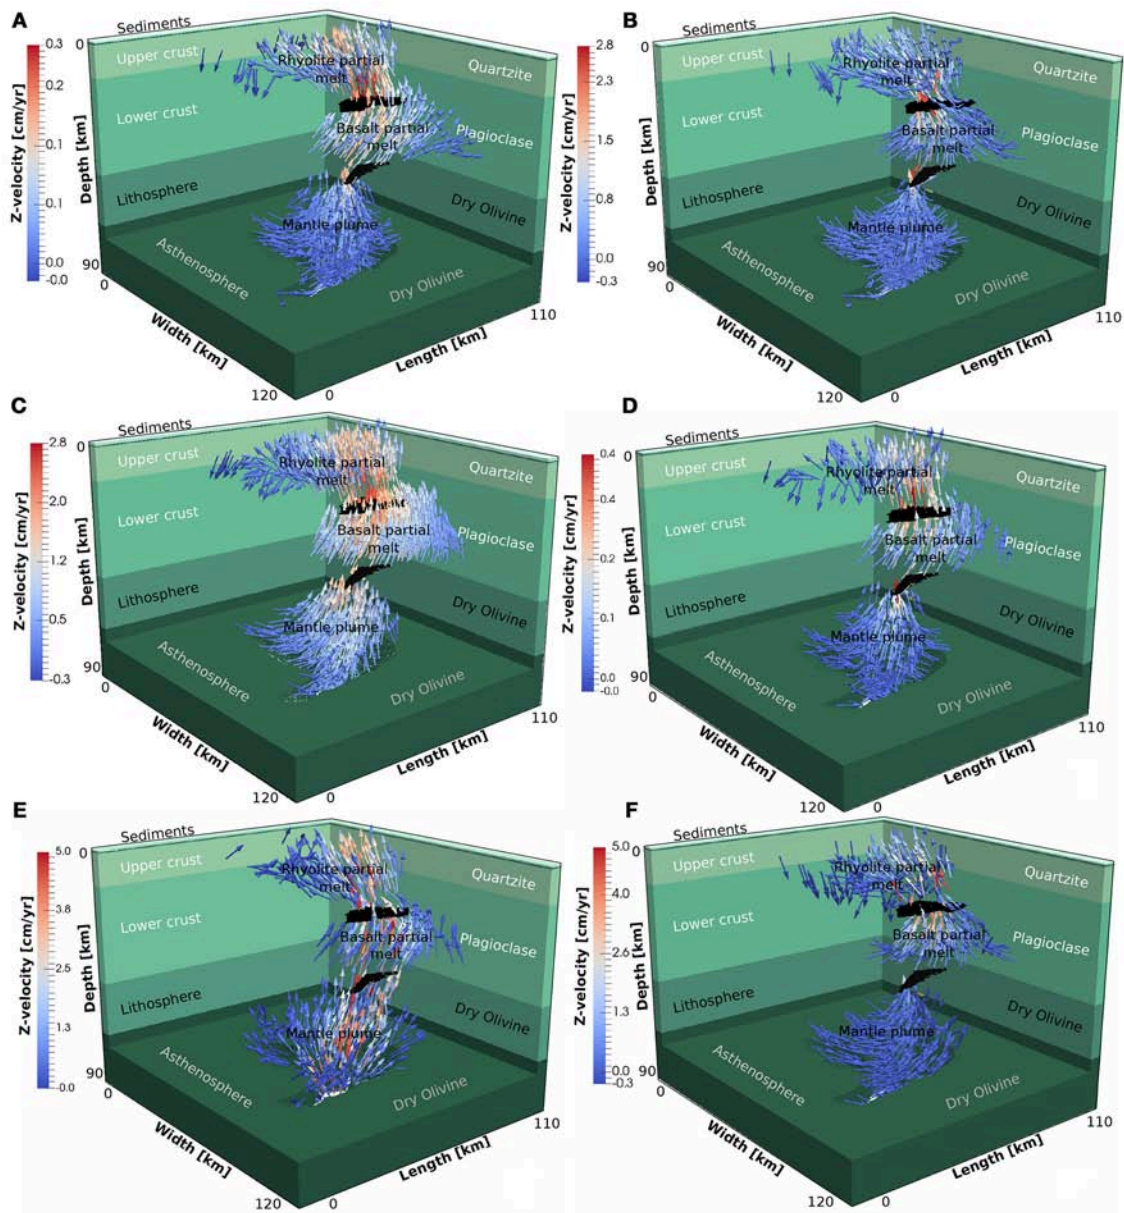 A
Sediments
Z-velocity [cm/yr]
0.3
0.2
0.1
0.1
0.0
-0.0
Depth [km]
0
90
Upper crust
Lower crust
Lithosphere
Asthenosphere
Rhyolite partial
melt
Basalt partial
melt
Mantle plume
Quartzite
Plagioclase
Dry Olivine
Dry Olivine
0
Width [km]
120
0
Length [km]
110
B
Sediments
Z-velocity [cm/yr]
2.8
2.3
1.5
0.8
0.0
-0.3
Depth [km]
0
90
Upper crust
Lower crust
Lithosphere
Asthenosphere
Rhyolite partial
melt
Basalt partial
melt
Mantle plume
Quartzite
Plagioclase
Dry Olivine
Dry Olivine
0
Width [km]
120
0
Length [km]
110
C
Sediments
Z-velocity [cm/yr]
2.8
2.0
1.2
0.5
-0.3
Depth [km]
0
90
Upper crust
Lower crust
Lithosphere
Asthenosphere
Rhyolite partial
melt
Basalt partial
melt
Mantle plume
Quartzite
Plagioclase
Dry Olivine
Dry Olivine
0
Width [km]
120
0
Length [km]
110
D
Sediments
Z-velocity [cm/yr]
0.4
0.4
0.2
0.1
0.0
-0.0
Depth [km]
0
90
Upper crust
Lower crust
Lithosphere
Asthenosphere
Rhyolite partial
melt
Basalt partial
melt
Mantle plume
Quartzite
Plagioclase
Dry Olivine
Dry Olivine
0
Width [km]
120
0
Length [km]
110
E
Sediments
Z-velocity [cm/yr]
5.0
3.8
2.5
1.3
-0.0
Depth [km]
0
90
Upper crust
Lower crust
Lithosphere
Asthenosphere
Rhyolite partial
melt
Basalt partial
melt
Mantle plume
Quartzite
Plagioclase
Dry Olivine
Dry Olivine
0
Width [km]
120
0
Length [km]
110
F
Sediments
Z-velocity [cm/yr]
5.0
4.0
2.6
1.3
0.0
-0.3
Depth [km]
0
90
Upper crust
Lower crust
Lithosphere
Asthenosphere
Rhyolite partial
melt
Basalt partial
melt
Mantle plume
Quartzite
Plagioclase
Dry Olivine
Dry Olivine
0
Width [km]
120
0
Length [km]
110